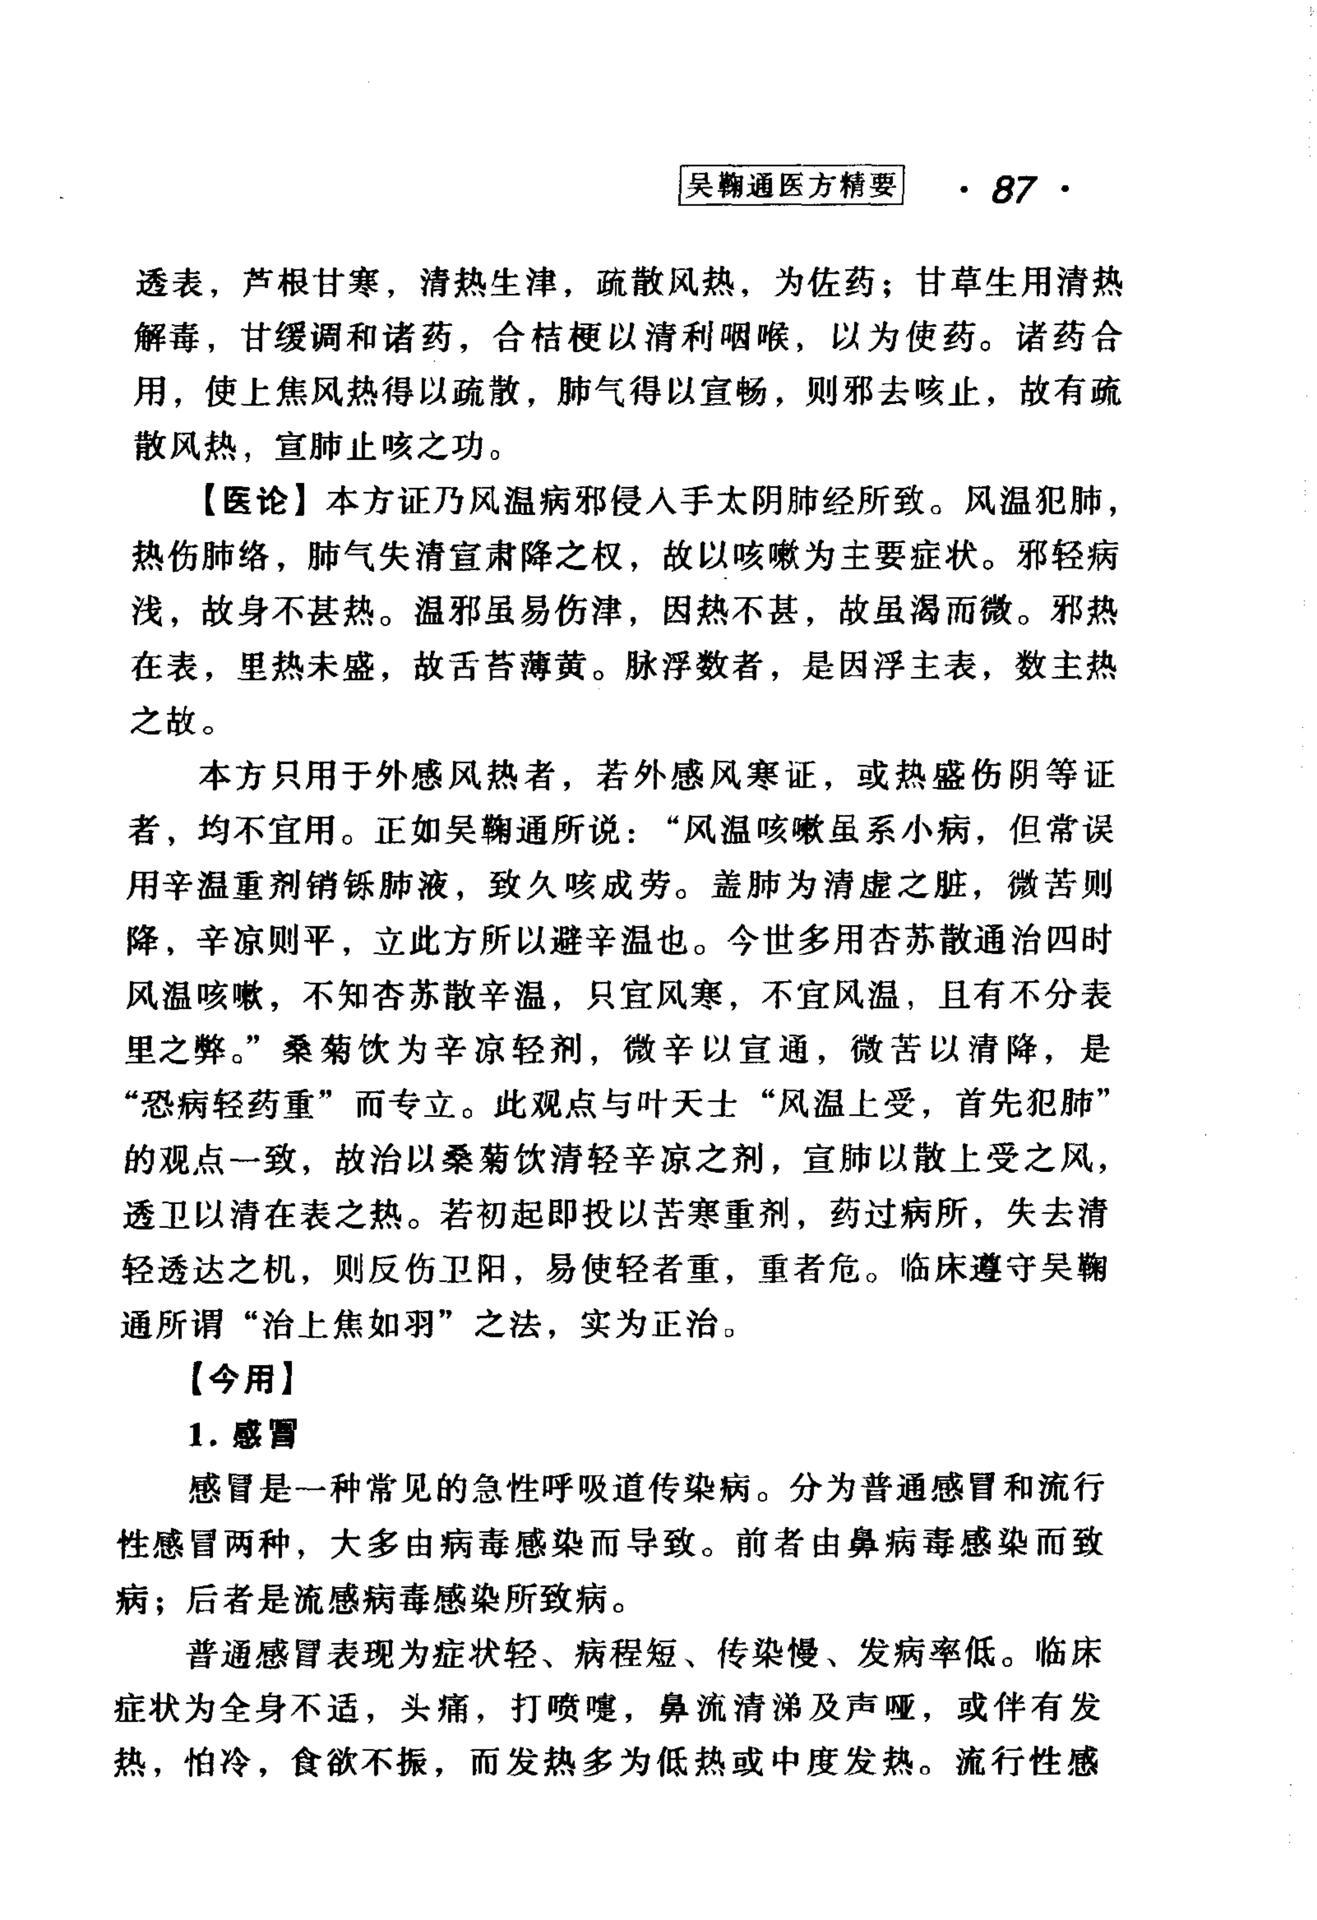 吴鞠通医方精要 · 87 ·
透表，芦根甘寒，清热生津，疏散风热，为佐药；甘草生用清热
解毒，甘缓调和诸药，合桔梗以清利咽喉，以为使药。诸药合
用，使上焦风热得以疏散，肺气得以宣畅，则邪去咳止，故有疏
散风热，宣肺止咳之功。
【医论】本方证乃风温病邪侵入手太阴肺经所致。风温犯肺，
热伤肺络，肺气失清宣肃降之权，故以咳嗽为主要症状。邪轻病
浅，故身不甚热。温邪虽易伤津，因热不甚，故虽渴而微。邪热
在表，里热未盛，故舌苔薄黄。脉浮数者，是因浮主表，数主热
之故。
本方只用于外感风热者，若外感风寒证，或热盛伤阴等证
者，均不宜用。正如吴鞠通所说：“风温咳嗽虽系小病，但常误
用辛温重剂销铄肺液，致久咳成劳。盖肺为清虚之脏，微苦则
降，辛凉则平，立此方所以避辛温也。今世多用杏苏散通治四时
风温咳嗽，不知杏苏散辛温，只宜风寒，不宜风温，且有不分表
里之弊。”桑菊饮为辛凉轻剂，微辛以宣通，微苦以清降，是
“恐病轻药重”而专立。此观点与叶天士“风温上受，首先犯肺”
的观点一致，故治以桑菊饮清轻辛凉之剂，宣肺以散上受之风，
透卫以清在表之热。若初起即投以苦寒重剂，药过病所，失去清
轻透达之机，则反伤卫阳，易使轻者重，重者危。临床遵守吴鞠
通所谓“治上焦如羽”之法，实为正治。
【今用】
1. 感冒
感冒是一种常见的急性呼吸道传染病。分为普通感冒和流行
性感冒两种，大多由病毒感染而导致。前者由鼻病毒感染而致
病；后者是流感病毒感染所致病。
普通感冒表现为症状轻、病程短、传染慢、发病率低。临床
症状为全身不适，头痛，打喷嚏，鼻流清涕及声哑，或伴有发
热，怕冷，食欲不振，而发热多为低热或中度发热。流行性感